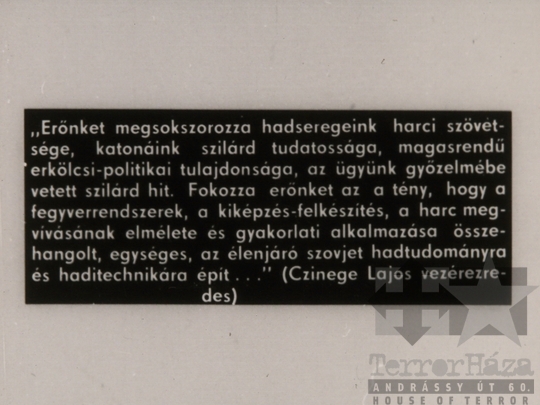 „Erőnket megsokszorozza hadseregeink harci szövet-
sége, katonáink szilárd tudatossága, magasrendű
erkölcsi-politikai tulajdonsága, az ügyünk győzelmébe
vetett szilárd hit. Fokozza erőnket az a tény, hogy a
fegyverrendszerek, a kiképzés-felkészítés, a harc meg-
vívásának elmélete és gyakorlati alkalmazása össze-
hangolt, egységes, az élenjáró szovjet hadtudományra
és haditechnikára épít . . .” (Czinege Lajos vezérezre-
des)
TerrorHáza
ANDRÁSSY ÚT 60.
HOUSE OF TERROR